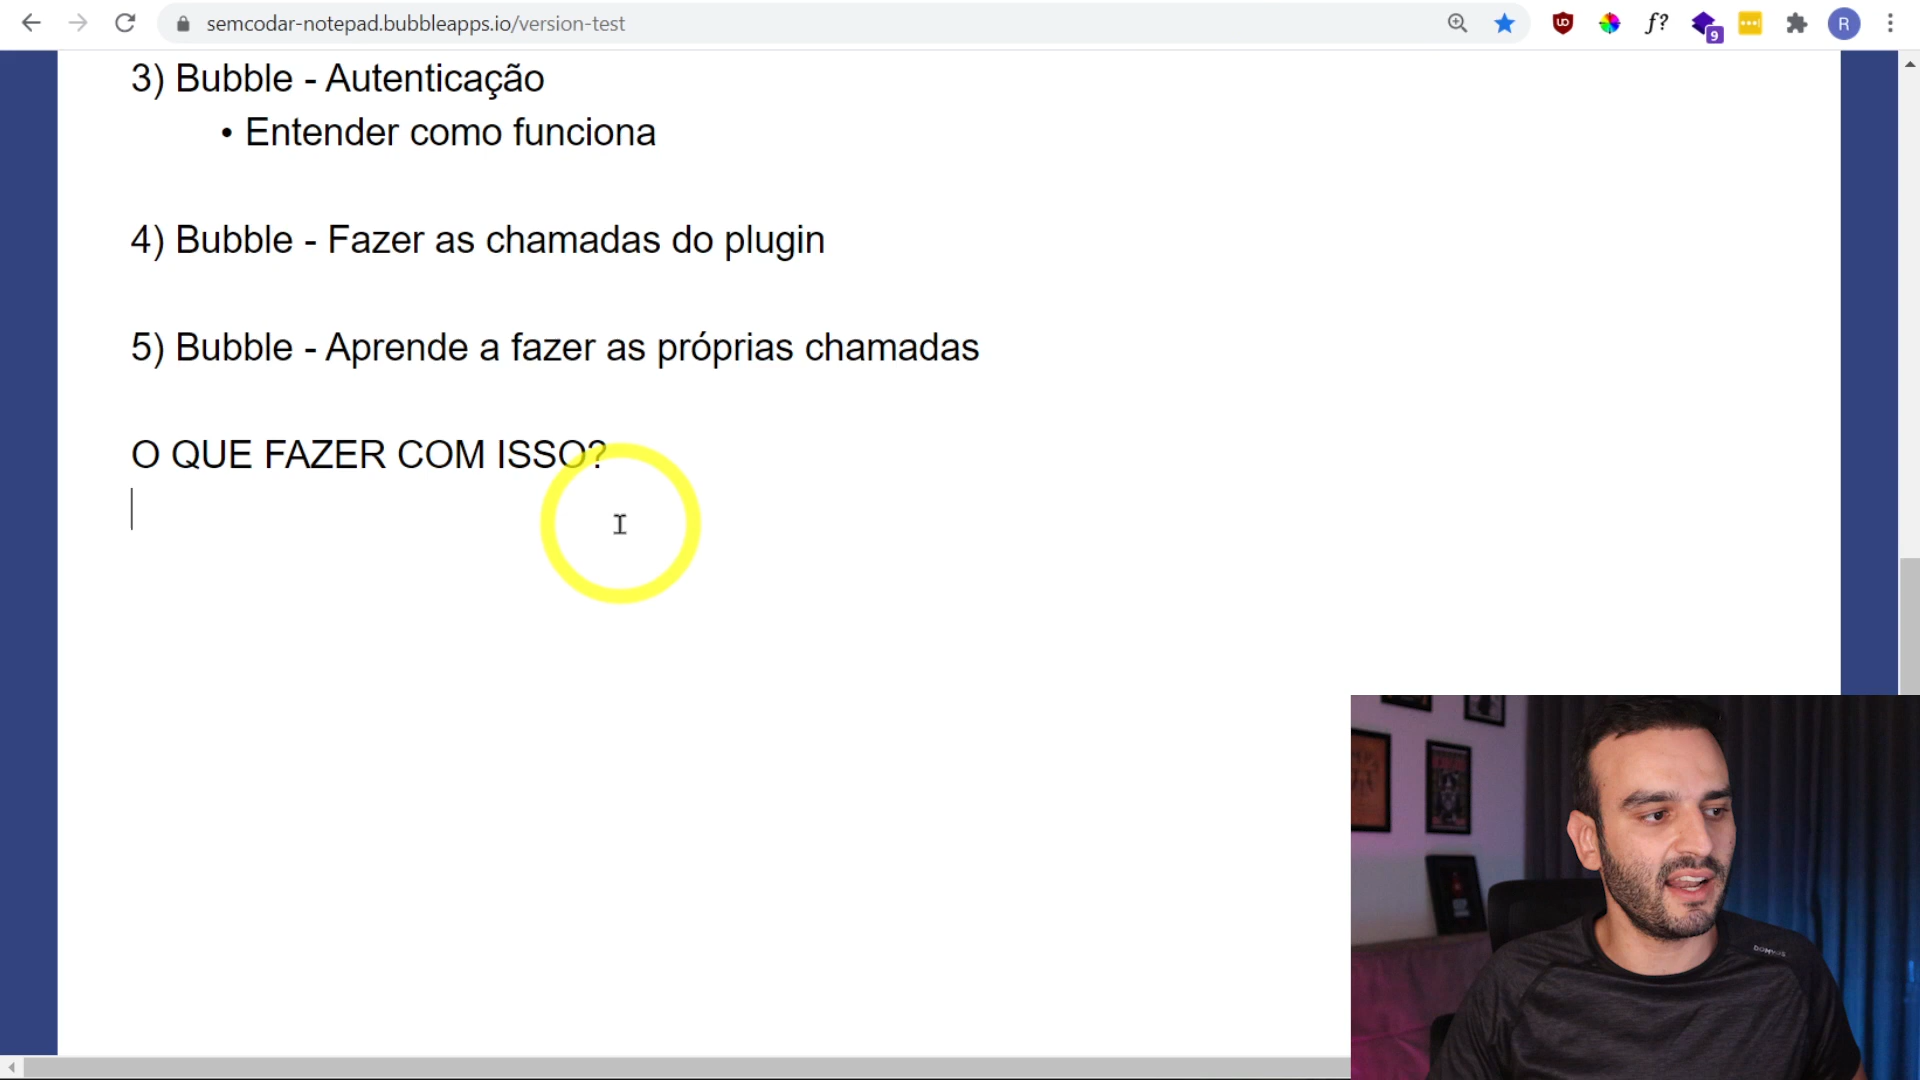 semcodar-notepad.bubbleapps.io/version-test
f?
9
R
3) Bubble - Autenticação
• Entender como funciona
4) Bubble - Fazer as chamadas do plugin
5) Bubble - Aprende a fazer as próprias chamadas
O QUE FAZER COM ISSO?